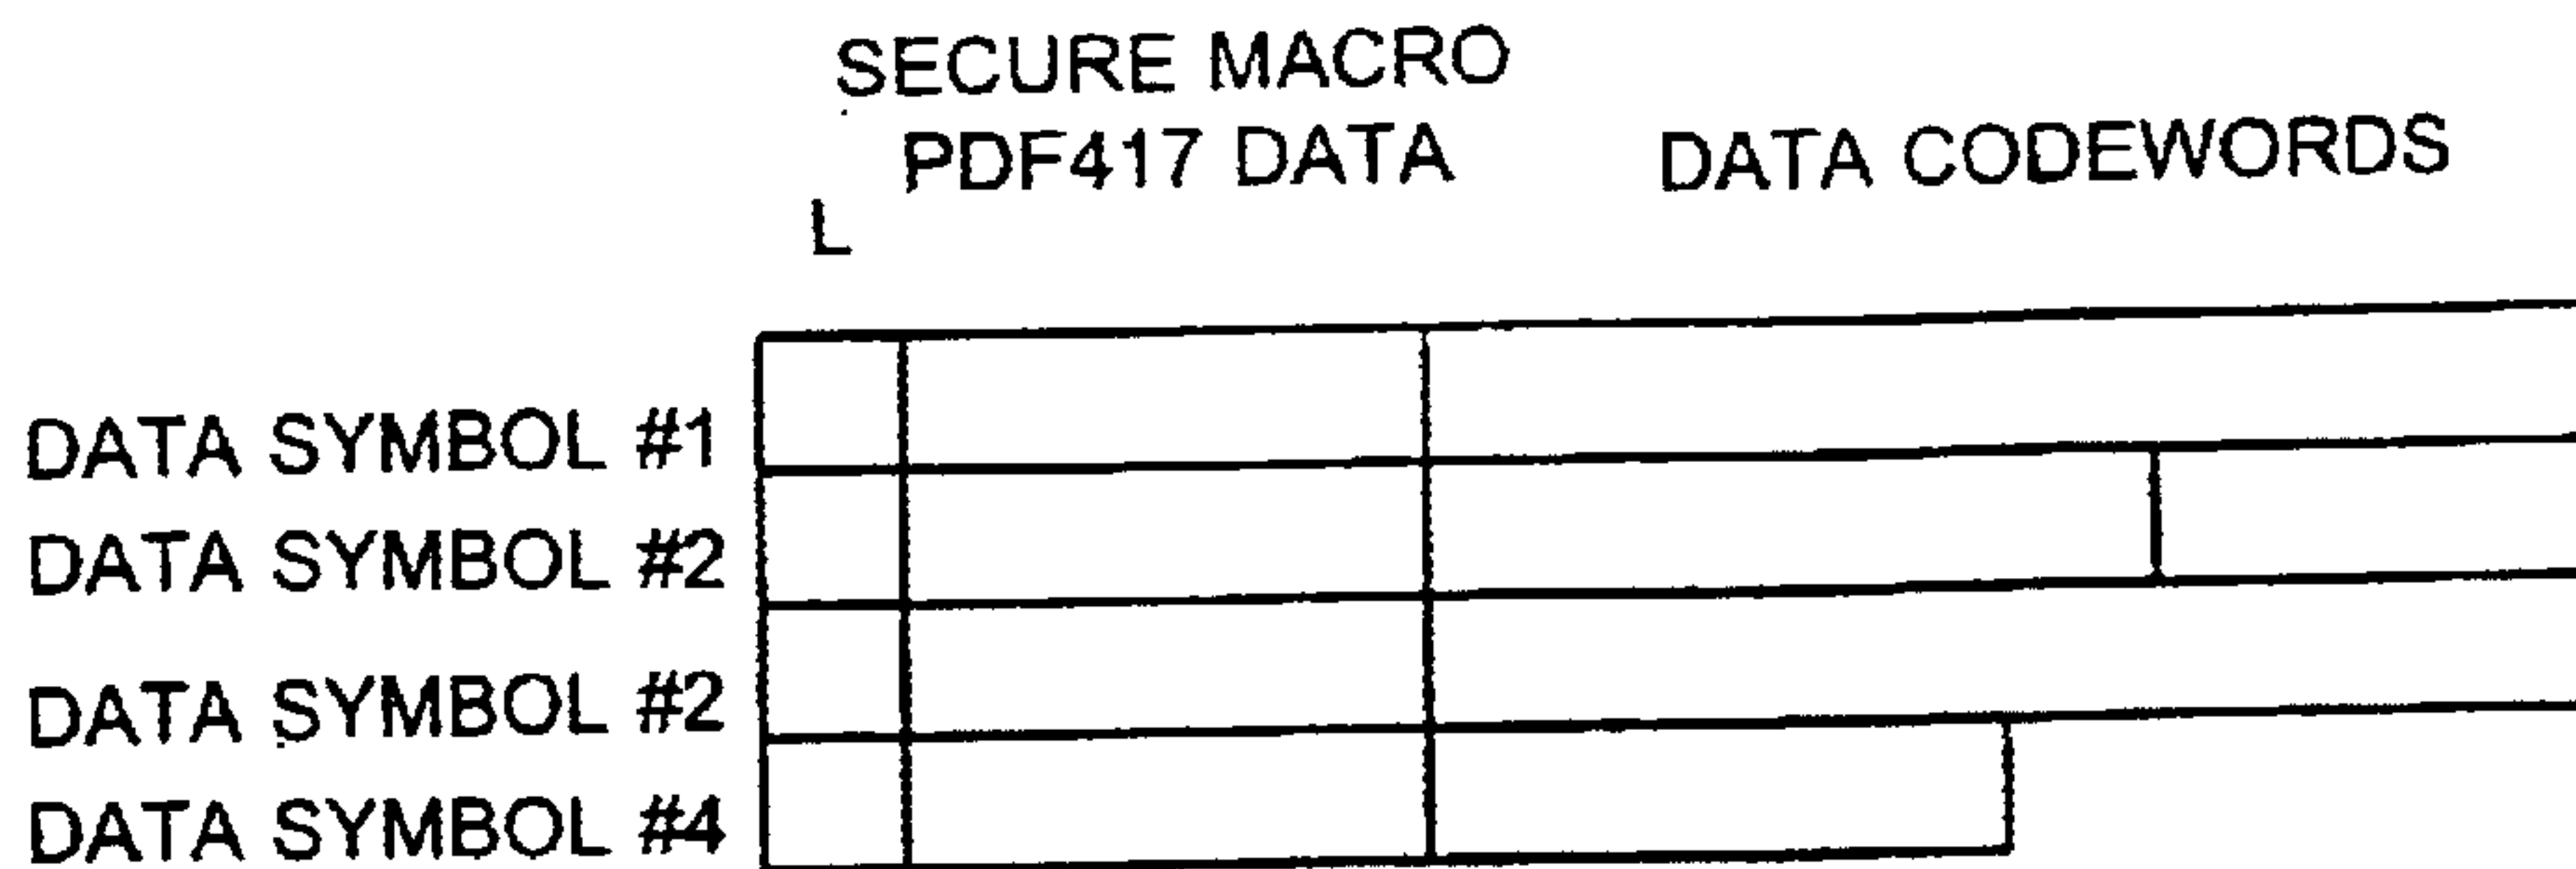 SECURE MACRO
PDF417 DATA DATA CODEWORDS
L
DATA SYMBOL #1
DATA SYMBOL #2
DATA SYMBOL #2
DATA SYMBOL #4